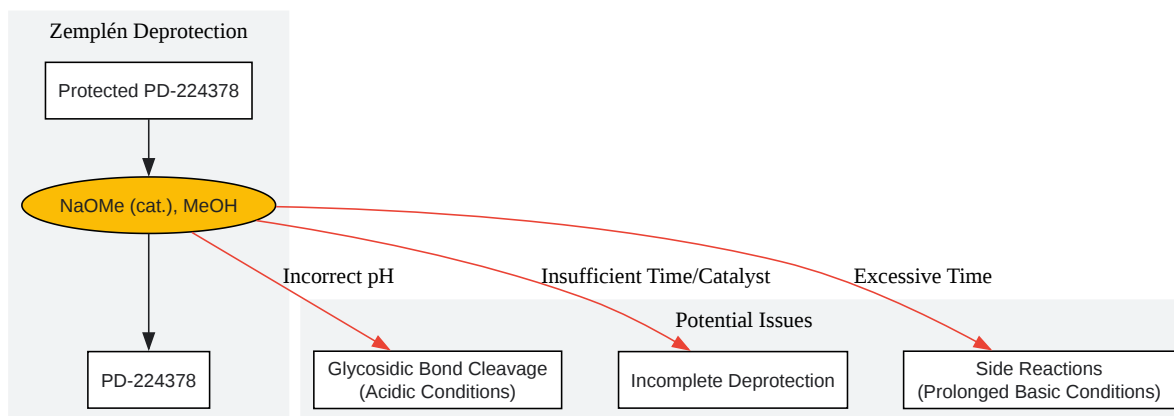 Zemplén Deprotection
Protected PD-224378
NaOMe (cat.), MeOH
Incorrect pH
Insufficient Time/Catalyst
Excessive Time
Potential Issues
PD-224378
Glycosidic Bond Cleavage
(Acidic Conditions)
Incomplete Deprotection
Side Reactions
(Prolonged Basic Conditions)